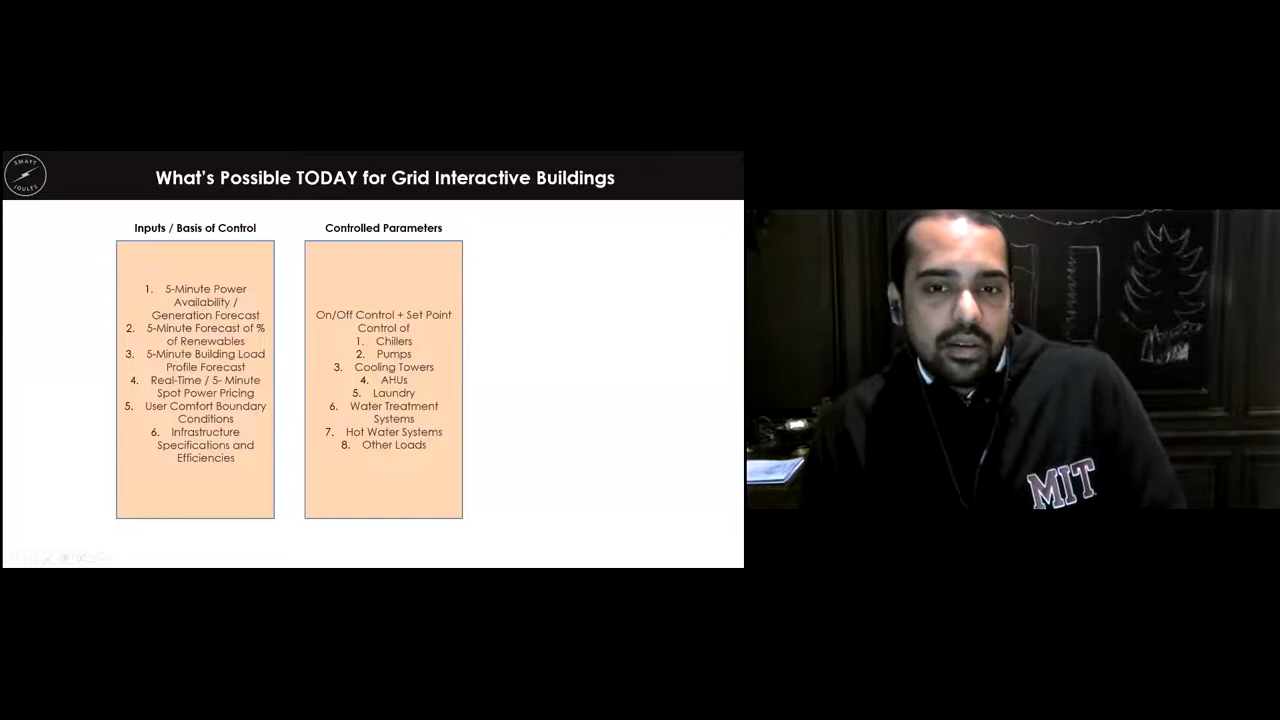 SMART
JOULES
What's Possible TODAY for Grid Interactive Buildings
Inputs / Basis of Control
1. 5-Minute Power
Availability /
Generation Forecast
2. 5-Minute Forecast of %
of Renewables
3. 5-Minute Building Load
Profile Forecast
4. Real-Time / 5- Minute
Spot Power Pricing
5. User Comfort Boundary
Conditions
6. Infrastructure
Specifications and
Efficiencies
Controlled Parameters
On/Off Control + Set Point
Control of
1. Chillers
2. Pumps
3. Cooling Towers
4. AHUs
5. Laundry
6. Water Treatment
Systems
7. Hot Water Systems
8. Other Loads
MIT